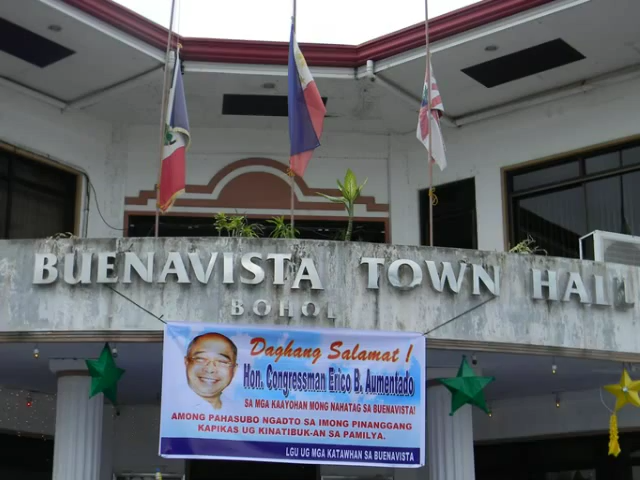 BUENAVISTA TOWN HALL
BOHOL
Daghang Salamat !
Hon. Congressman Erico B. Aumentado
SA MGA KAAYOHAN MONG NAHATAG SA BUENAVISTA!
AMONG PAHASUBO NGADTO SA IMONG PINANGGANG
KAPIKAS UG KINATIBUK-AN SA PAMILYA.
LGU UG MGA KATAWHAN SA BUENAVISTA